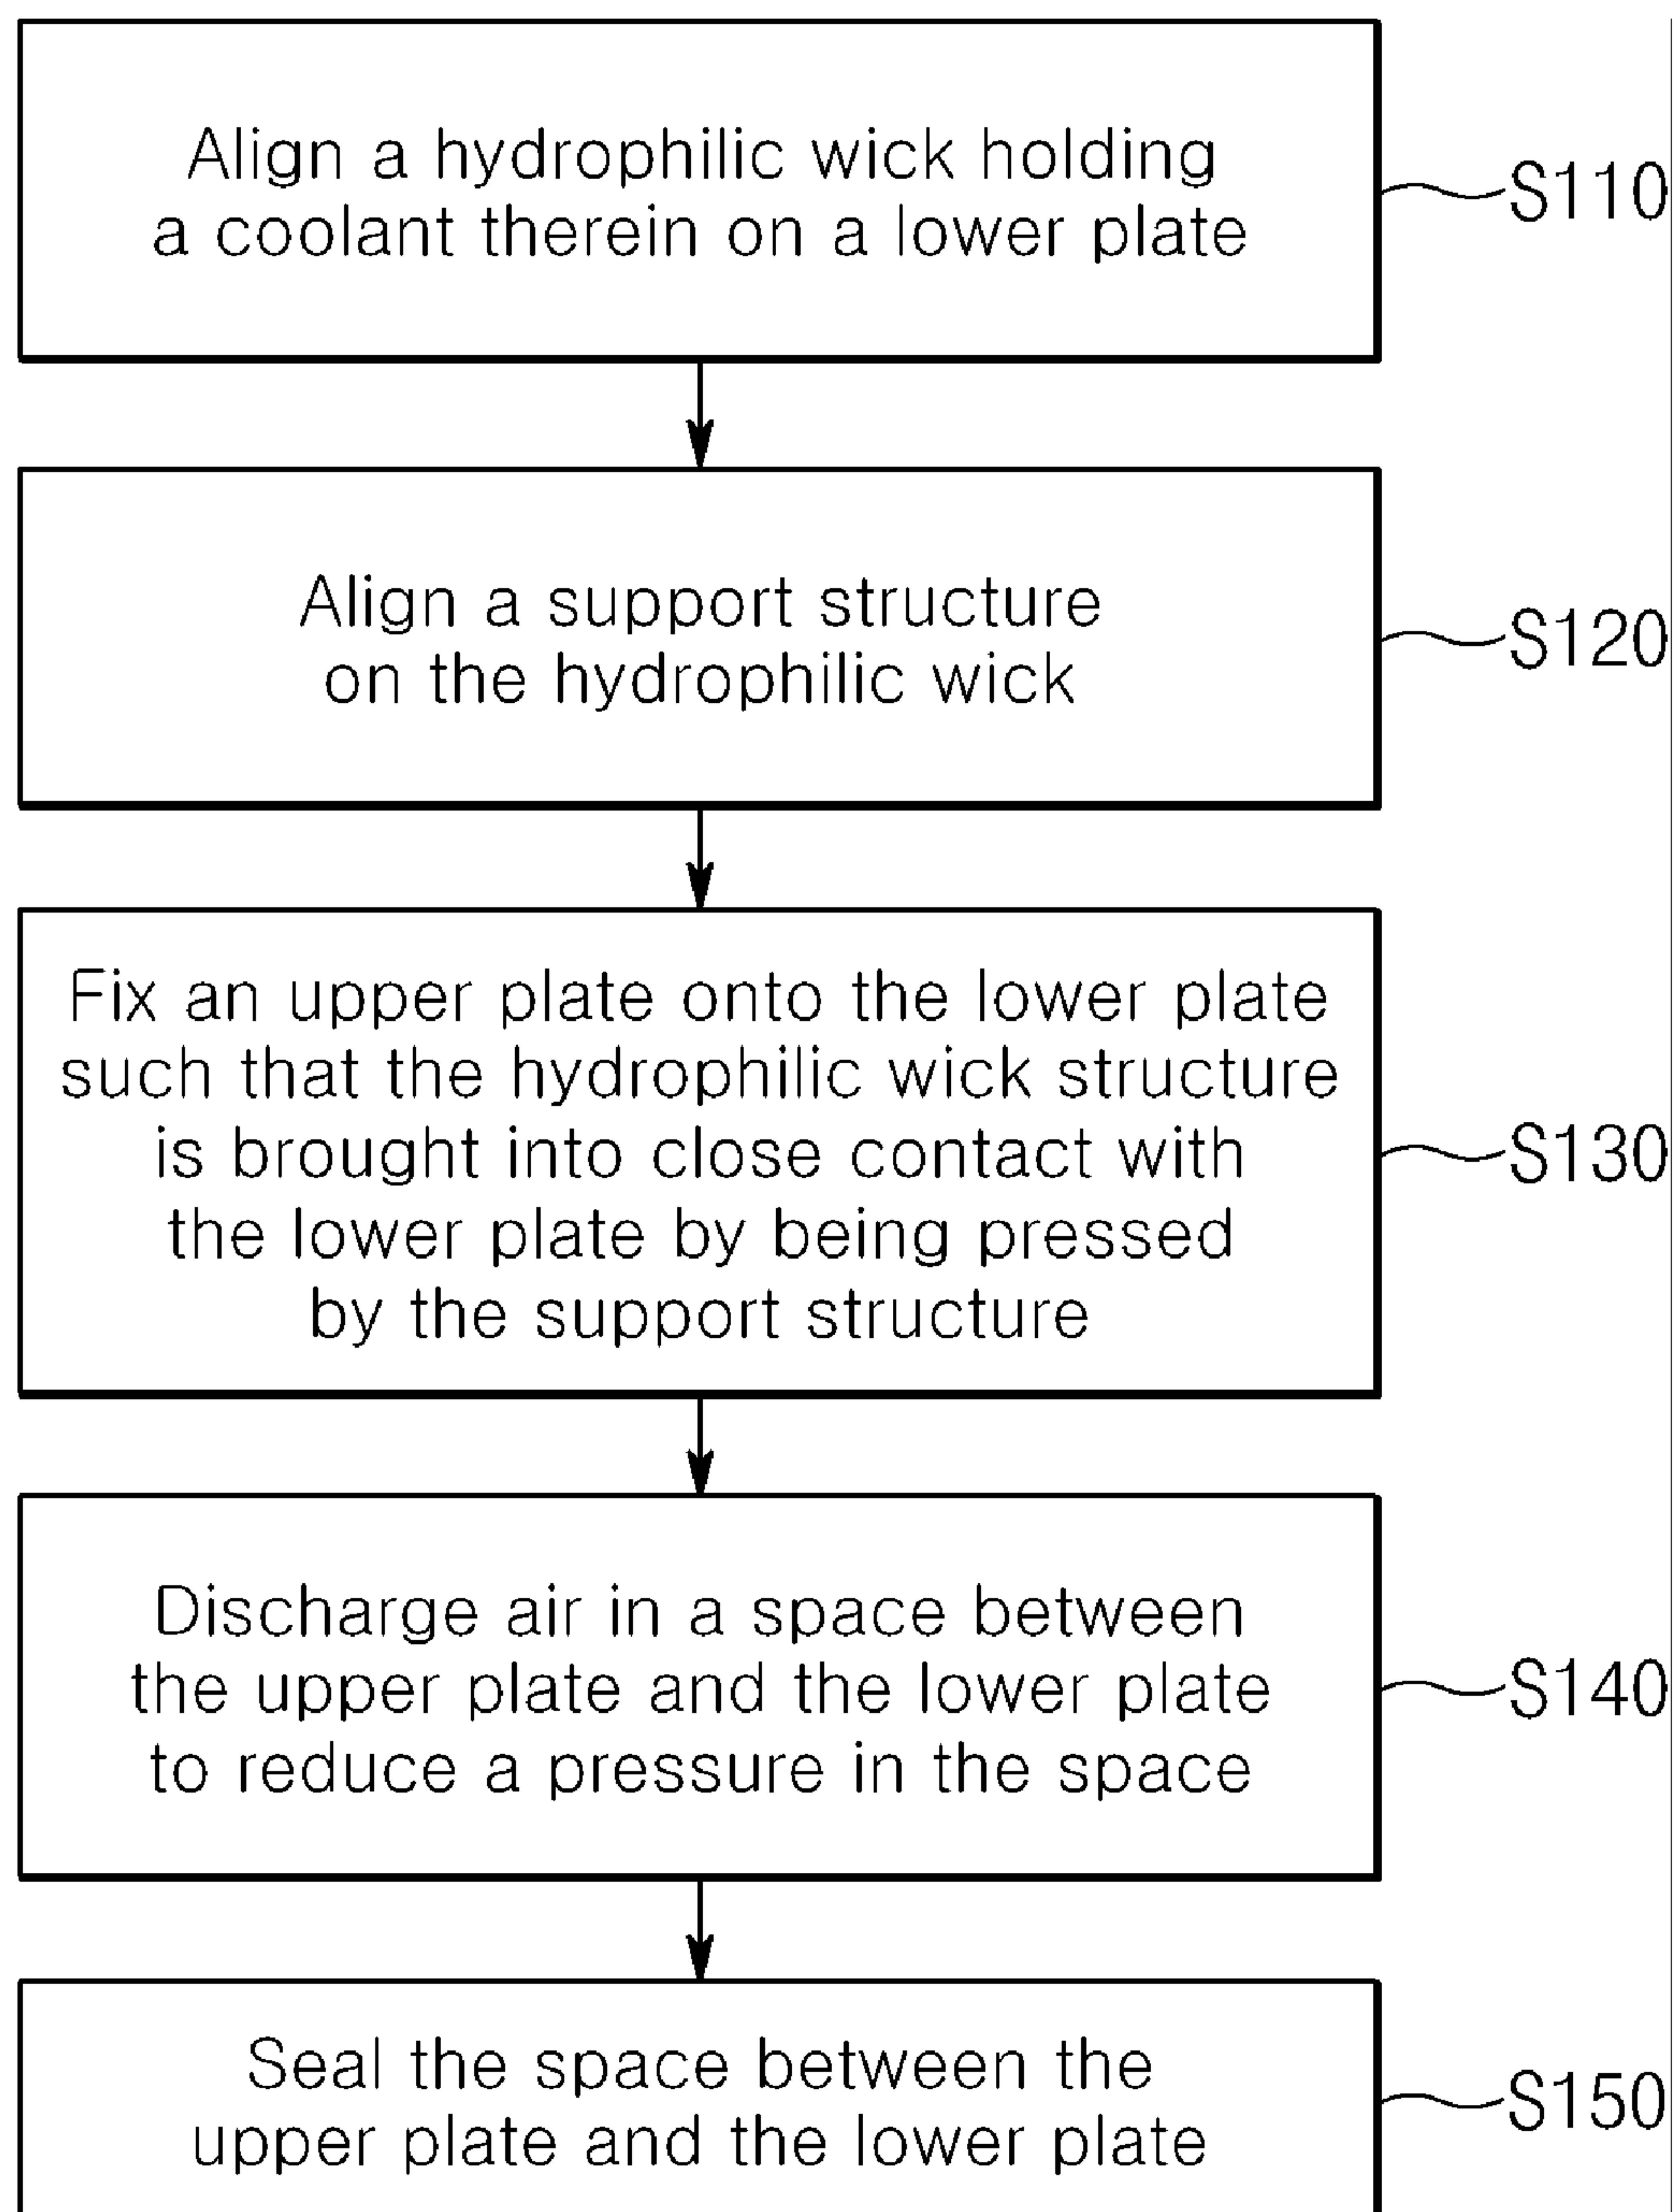 Align a hydrophilic wick holding
a coolant therein on a lower plate
S110
Align a support structure
on the hydrophilic wick
S120
Fix an upper plate onto the lower plate
such that the hydrophilic wick structure
is brought into close contact with
the lower plate by being pressed
by the support structure
S130
Discharge air in a space between
the upper plate and the lower plate
to reduce a pressure in the space
S140
Seal the space between the
upper plate and the lower plate
S150